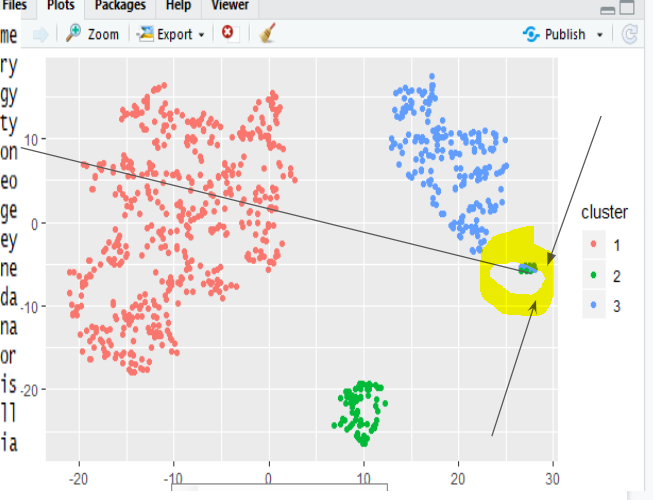 Files Plots Packages Help Viewer
me Zoom Export Publish
ry
gy
ty
on
eo
ge
ey
ne
da
na
or
is
ll
ia
10
0
-10
-20
-20 -10 0 10 20 30
cluster
1
2
3